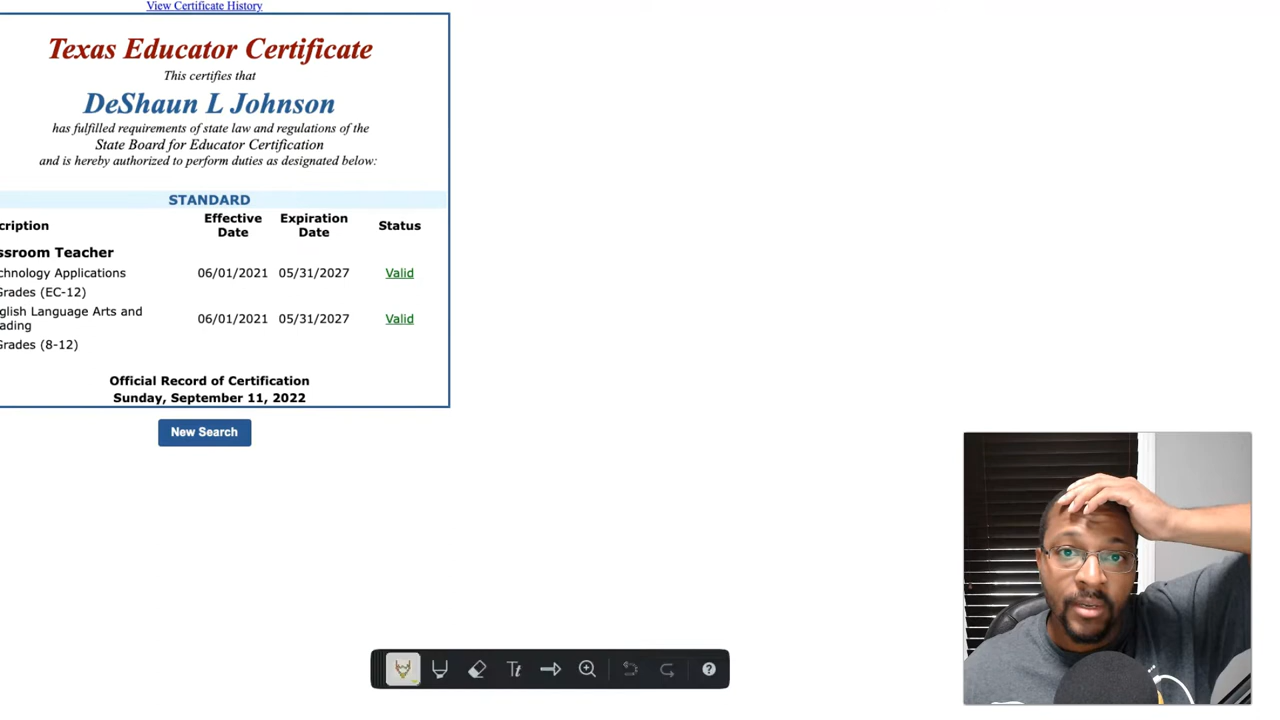 View Certificate History
Texas Educator Certificate
This certifies that
DeShaun L Johnson
has fulfilled requirements of state law and regulations of the
State Board for Educator Certification
and is hereby authorized to perform duties as designated below:
STANDARD
cription Effective Date Expiration Date Status
ssroom Teacher
chnology Applications 06/01/2021 05/31/2027 Valid
Grades (EC-12)
glish Language Arts and
ading 06/01/2021 05/31/2027 Valid
Grades (8-12)
Official Record of Certification
Sunday, September 11, 2022
New Search
Tt
?